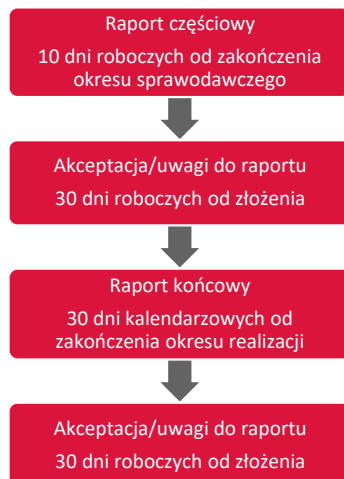 Raport częściowy
10 dni roboczych od zakończenia
okresu sprawodawczego
Akceptacja/uwagi do raportu
30 dni roboczych od złożenia
Raport końcowy
30 dni kalendarzowych od
zakończenia okresu realizacji
Akceptacja/uwagi do raportu
30 dni roboczych od złożenia